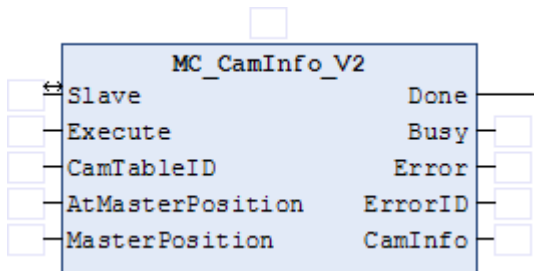 MC_CamInfo_V2
Slave Done
Execute Busy
CamTableID Error
AtMasterPosition ErrorID
MasterPosition CamInfo